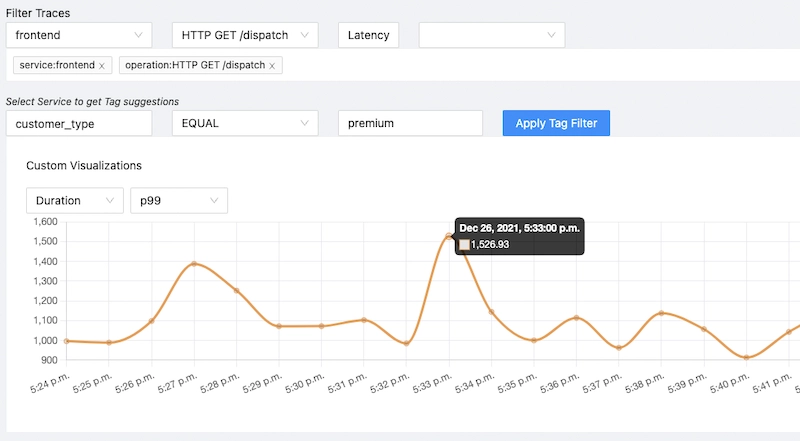 Filter Traces
frontend HTTP GET /dispatch Latency
service:frontend x operation:HTTP GET /dispatch x
Select Service to get Tag suggestions
customer_type EQUAL premium Apply Tag Filter
Custom Visualizations
Duration p99
1,600
Dec 26, 2021, 5:33:00 p.m.
1,500
1,526.93
1,400
1,300
1,200
1,100
1,000
900
5:24 p.m. 5:25 p.m. 5:26 p.m. 5:27 p.m. 5:28 p.m. 5:29 p.m. 5:30 p.m. 5:31 p.m. 5:32 p.m. 5:33 p.m. 5:34 p.m. 5:35 p.m. 5:36 p.m. 5:37 p.m. 5:38 p.m. 5:39 p.m. 5:40 p.m. 5:41 p.m.